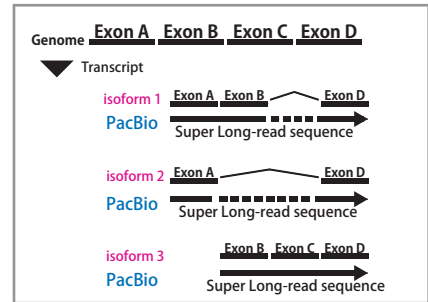 Genome Exon A Exon B Exon C Exon D
Transcript
isoform 1 Exon A Exon B Exon D
PacBio
Super Long-read sequence
isoform 2 Exon A Exon D
PacBio
Super Long-read sequence
isoform 3 Exon B Exon C Exon D
PacBio
Super Long-read sequence